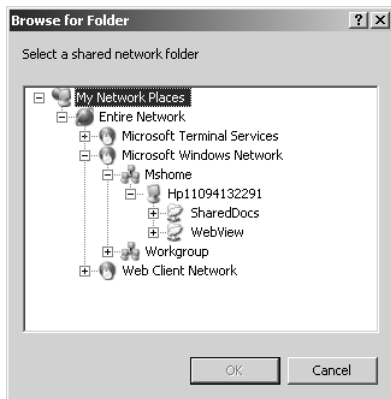 Browse for Folder
Select a shared network folder
My Network Places
Entire Network
Microsoft Terminal Services
Microsoft Windows Network
Mshome
Hp11094132291
SharedDocs
WebView
Workgroup
Web Client Network
OK
Cancel